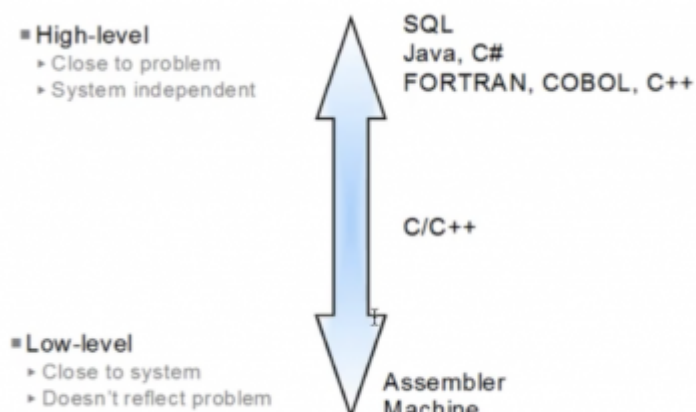 High-level
Close to problem
System independent
SQL
Java, C#
FORTRAN, COBOL, C++
C/C++
Low-level
Close to system
Doesn't reflect problem
Assembler
Machine